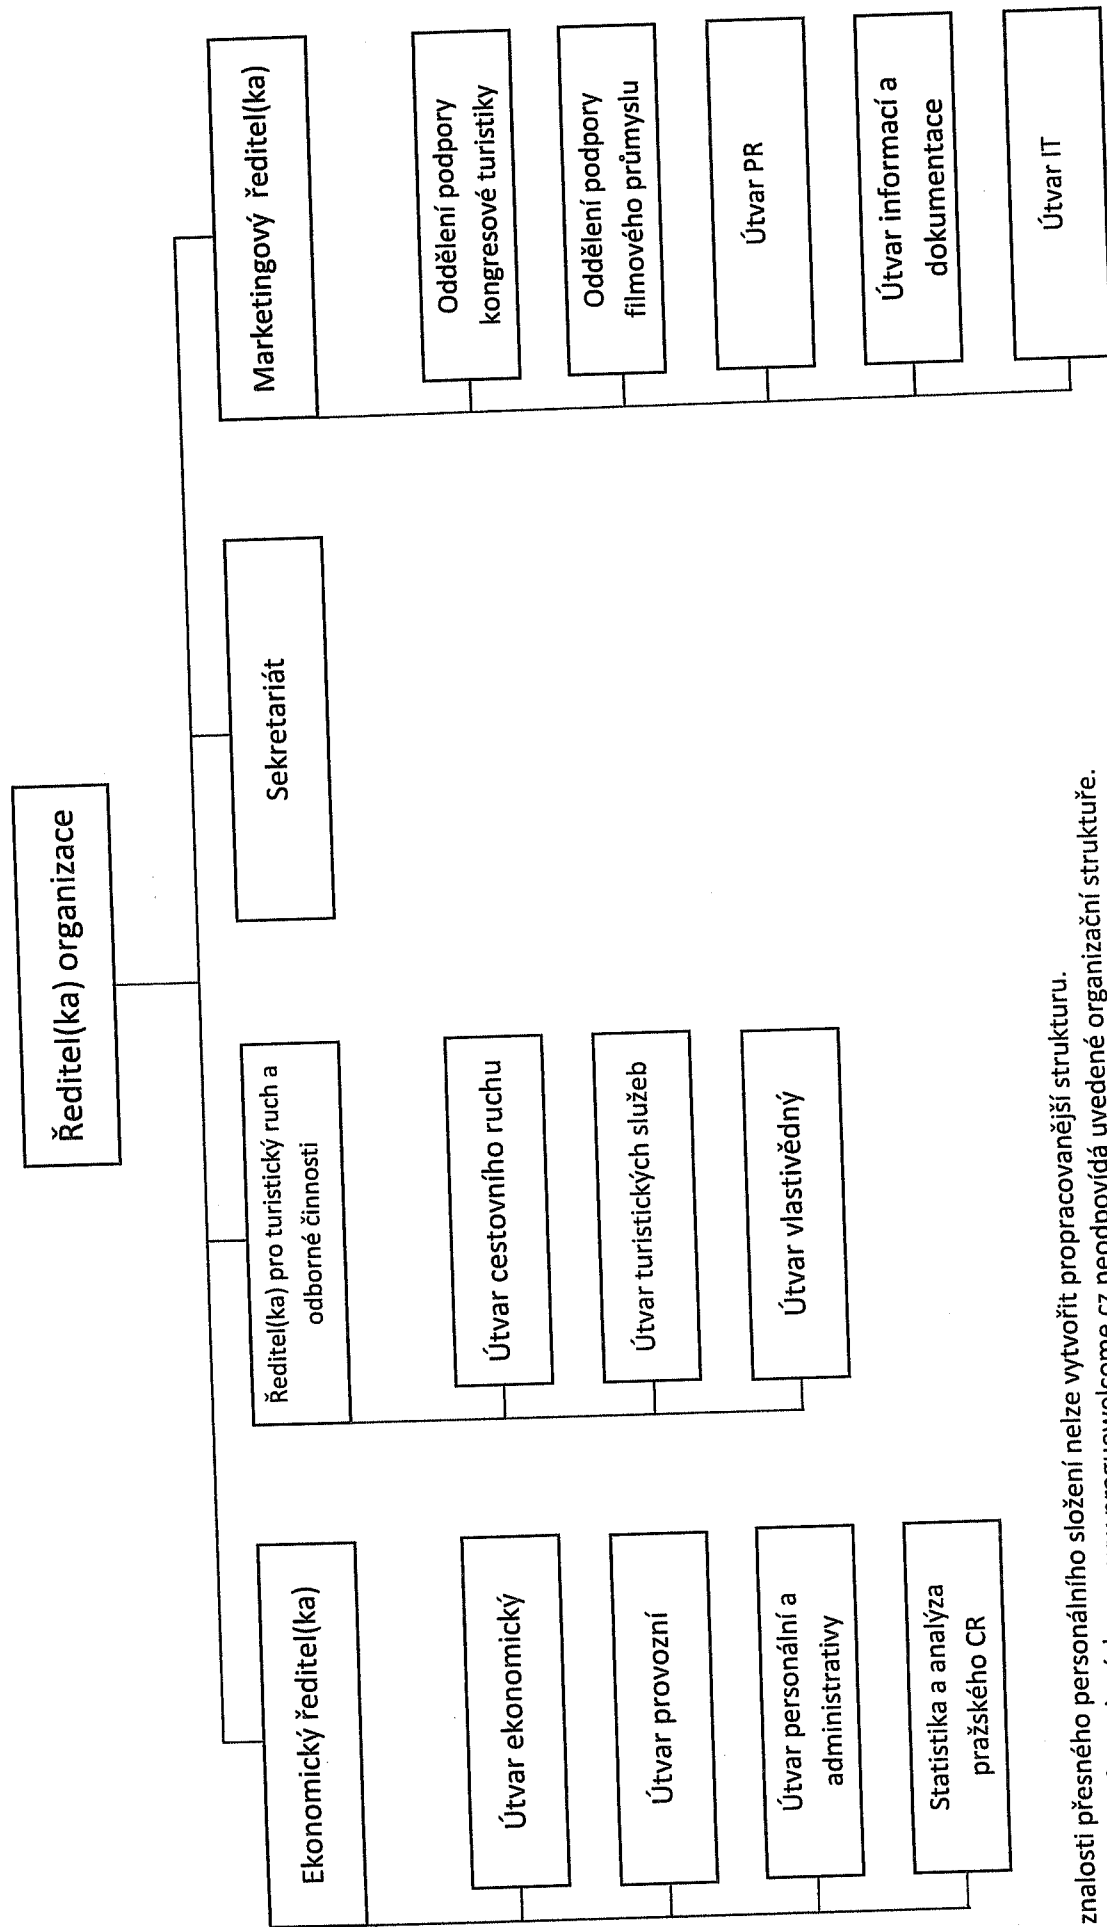 Ředitel(ka) organizace
Ekonomický ředitel(ka)
Ředitel(ka) pro turistický ruch a
odborné činnosti
Sekretariát
Marketingový ředitel(ka)
Útvar ekonomický
Útvar provozní
Útvar personální a
administrativy
Statistika a analýza
pražského CR
Útvar cestovního ruchu
Útvar turistických služeb
Útvar vlastivědný
Oddělení podpory
kongresové turistiky
Oddělení podpory
filmového průmyslu
Útvar PR
Útvar informací a
dokumentace
Útvar IT
znalosti přesného personálního složení nelze vytvořit propracovanější strukturu.
neodpovídá uvedené organizační struktuře.